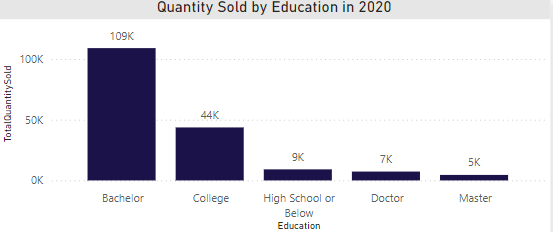 Quantity Sold by Education in 2020
TotalQuantitySold
100K
50K
0K
109K
44K
9K
7K
5K
Bachelor
College
High School or
Below
Doctor
Master
Education